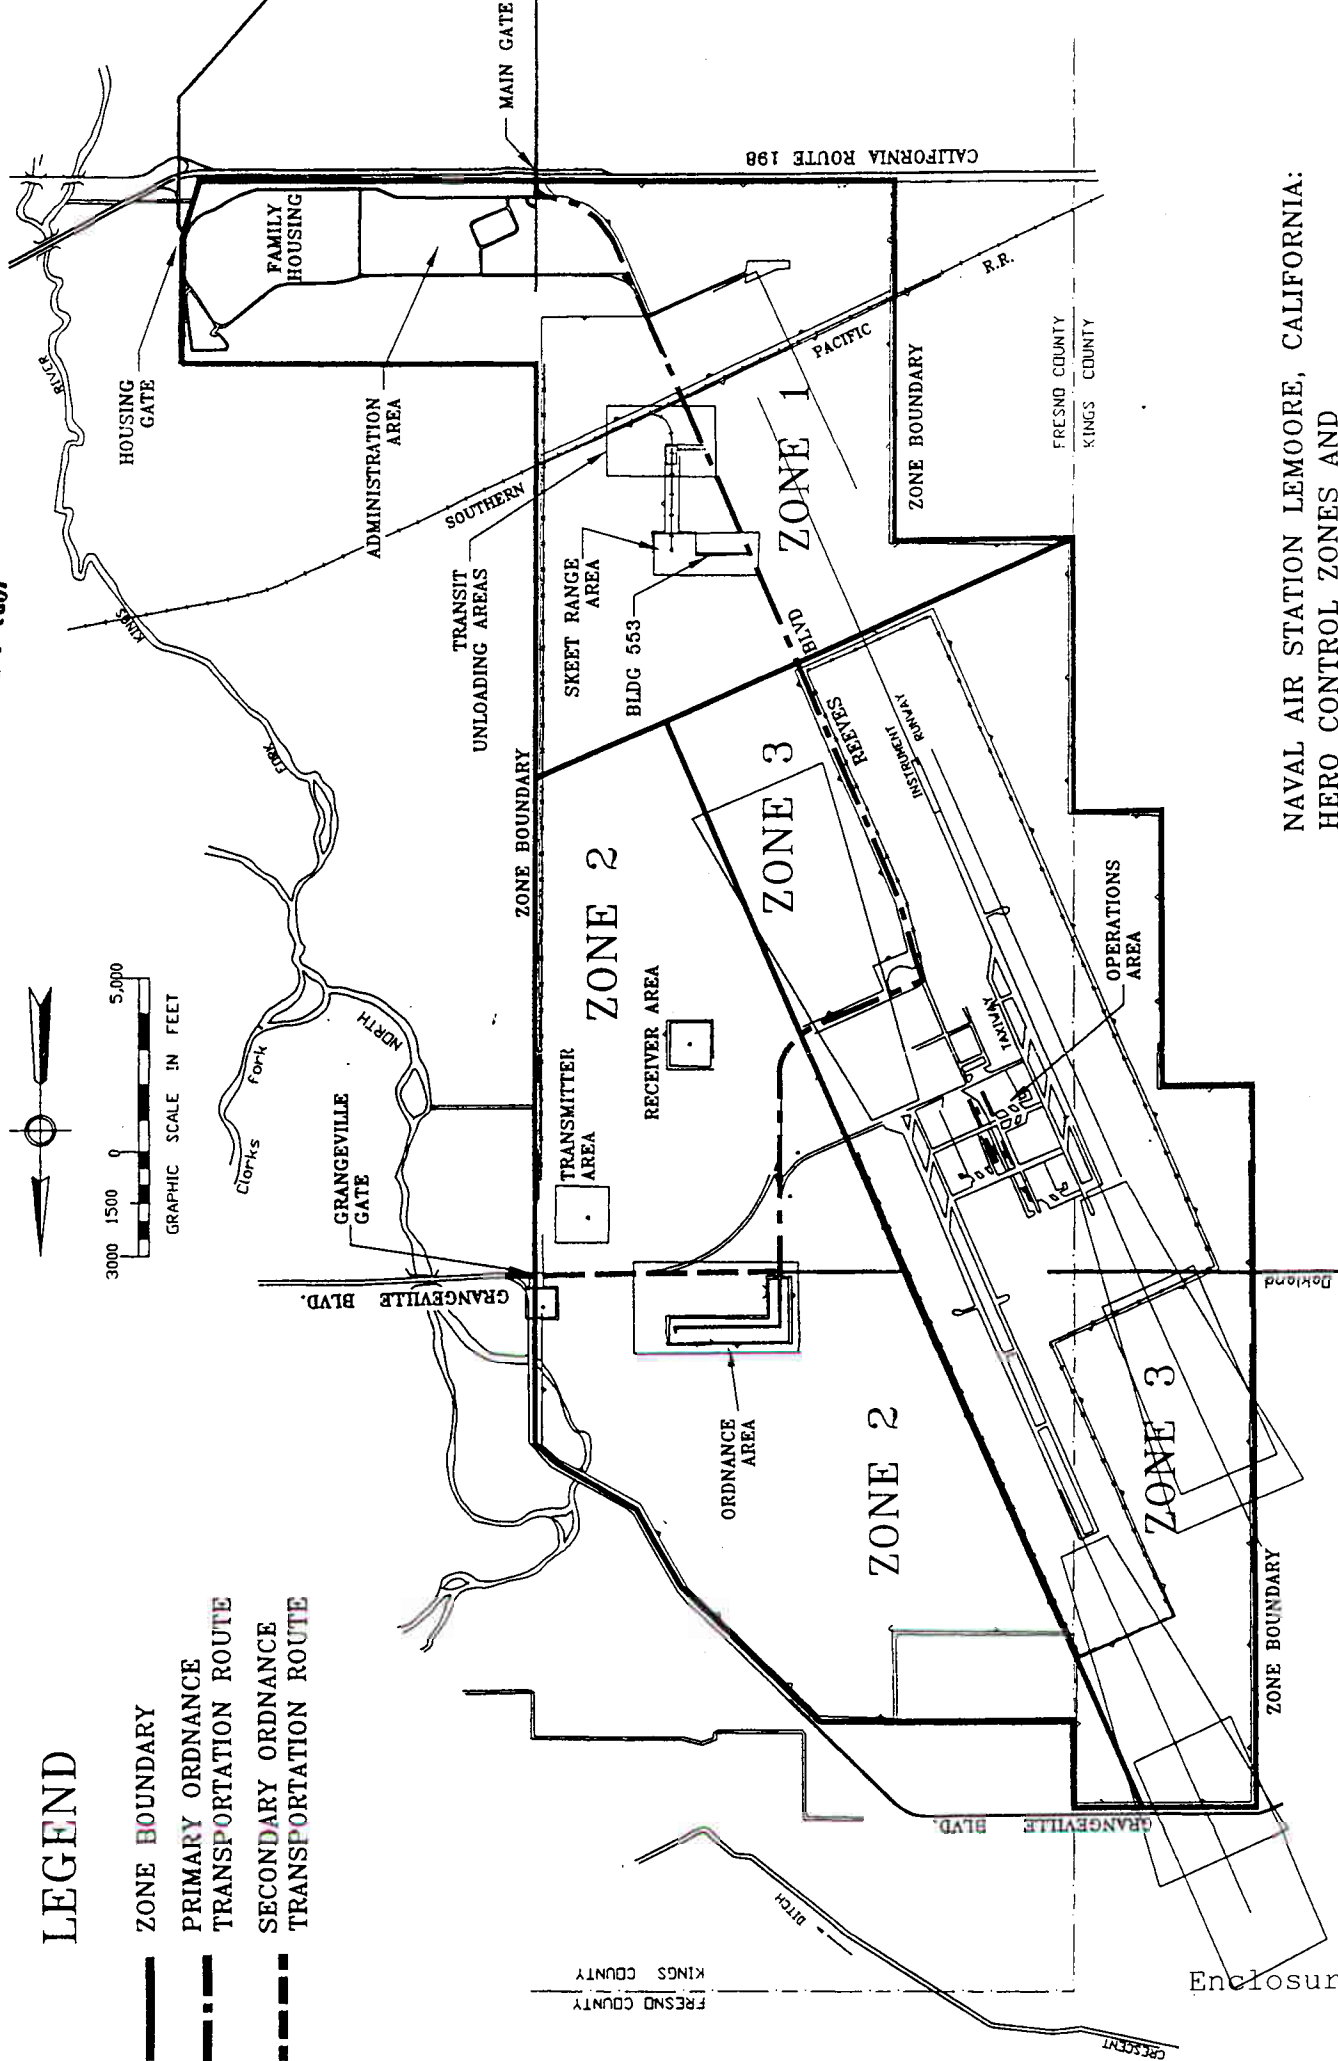 LEGEND
ZONE BOUNDARY
PRIMARY ORDNANCE
TRANSPORTATION ROUTE
SECONDARY ORDNANCE
TRANSPORTATION ROUTE
3000 1500 0 5,000
GRAPHIC SCALE IN FEET
Clarks
Fork
NORTH
FORK
KINGS
RIVER
GRANGEVILLE
GATE
GRANGEVILLE BLVD.
HOUSING
GATE
FAMILY
HOUSING
ADMINISTRATION
AREA
MAIN GATE
CALIFORNIA ROUTE 198
SOUTHERN
PACIFIC
R.R.
TRANSIT
UNLOADING AREAS
SKEET RANGE
AREA
BLDG 553
ZONE 1
ZONE BOUNDARY
FRESNO COUNTY
KINGS COUNTY
ZONE BOUNDARY
ZONE 2
TRANSMITTER
AREA
RECEIVER AREA
ZONE 3
REEVES
BLVD
INSTRUMENT
RUNWAY
TAXIWAY
OPERATIONS
AREA
ORDNANCE
AREA
ZONE 2
ZONE 3
ZONE BOUNDARY
Oakland
GRANGEVILLE BLVD.
DITCH
CRESCENT
KINGS COUNTY
FRESNO COUNTY
NAVAL AIR STATION LEMOORE, CALIFORNIA:
HERO CONTROL ZONES AND
Enclosur